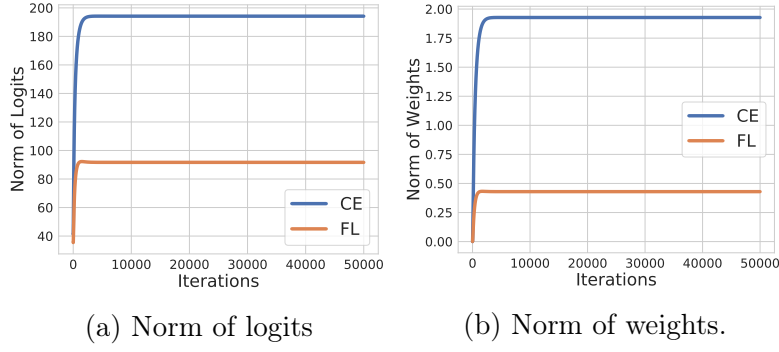 Norm of Logits
200
180
160
140
120
100
80
60
40
0 10000 20000 30000 40000 50000
Iterations
CE
FL
(a) Norm of logits
Norm of Weights
2.00
1.75
1.50
1.25
1.00
0.75
0.50
0.25
0.00
0 10000 20000 30000 40000 50000
Iterations
CE
FL
(b) Norm of weights.